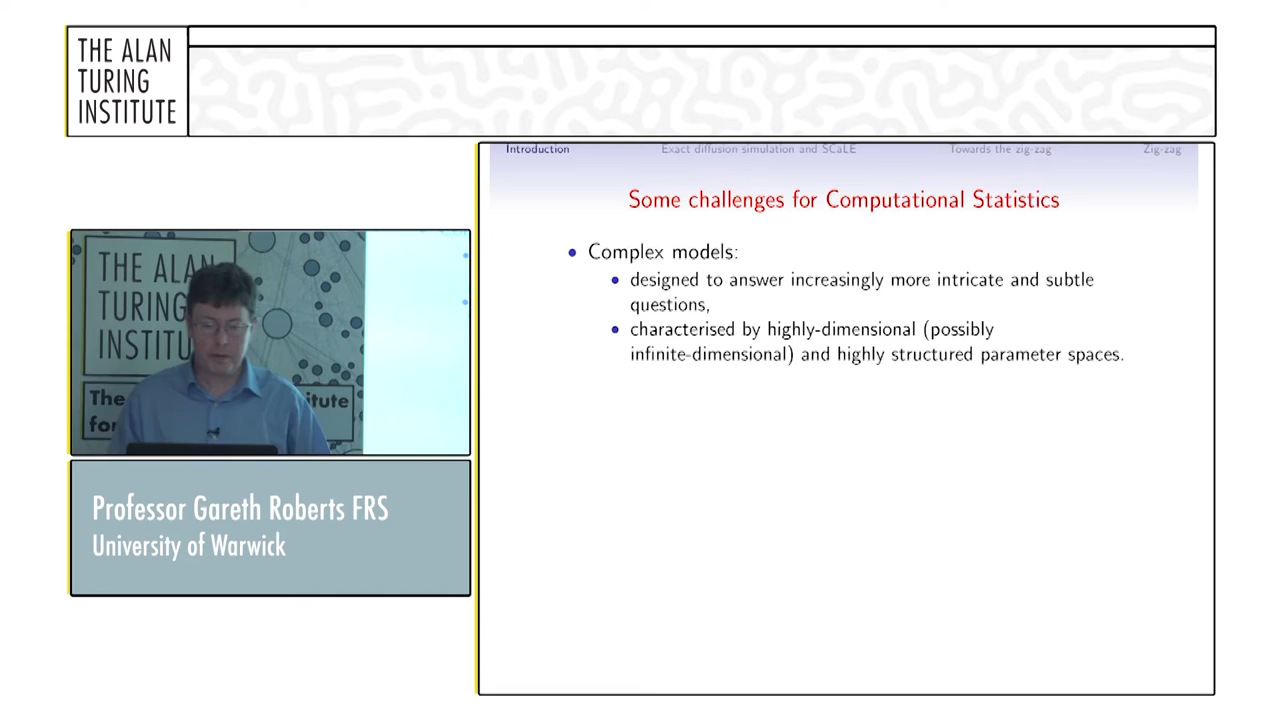 THE ALAN
TURING
INSTITUTE
Introduction Exact diffusion simulation and SCaLE Towards the zig-zag Zig-zag
Some challenges for Computational Statistics
• Complex models:
• designed to answer increasingly more intricate and subtle
questions,
• characterised by highly-dimensional (possibly
infinite-dimensional) and highly structured parameter spaces.
THE ALAN
TURING
INSTITU
The itute
for
Professor Gareth Roberts FRS
University of Warwick